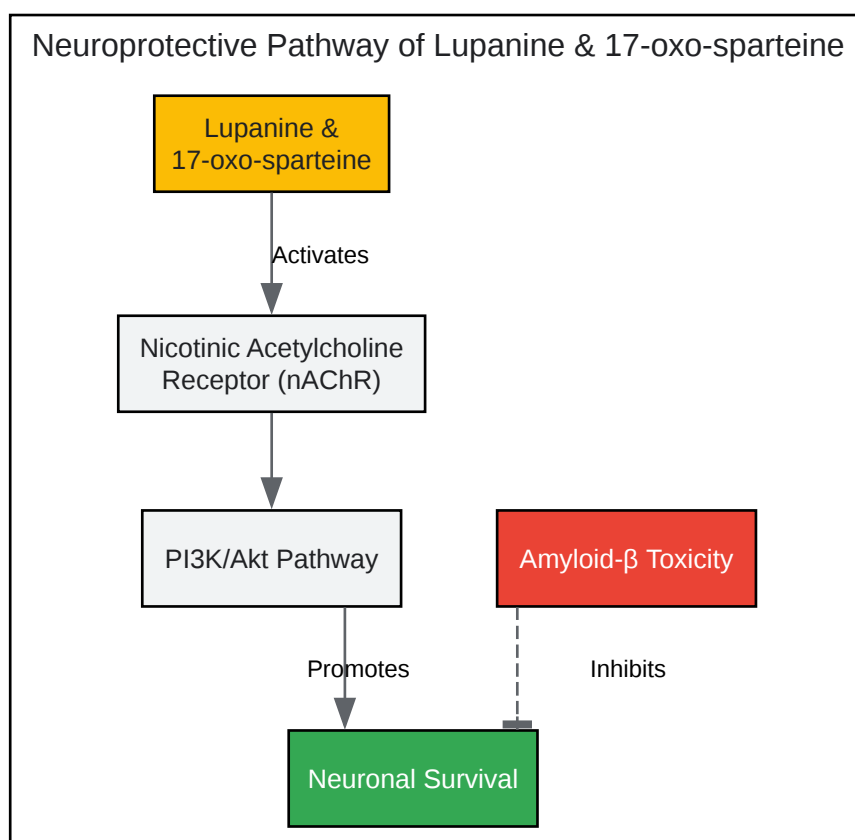 Neuroprotective Pathway of Lupanine & 17-oxo-sparteine
Lupanine &
17-oxo-sparteine
Activates
Nicotinic Acetylcholine
Receptor (nAChR)
PI3K/Akt Pathway
Amyloid-β Toxicity
Promotes
Inhibits
Neuronal Survival